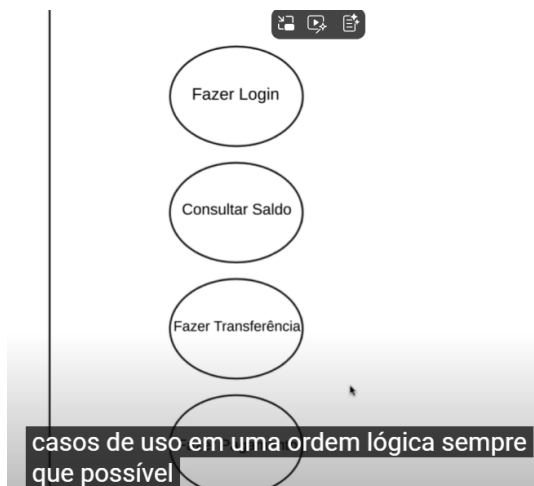 Fazer Login
Consultar Saldo
Fazer Transferência
casos de uso em uma ordem lógica sempre
que possível